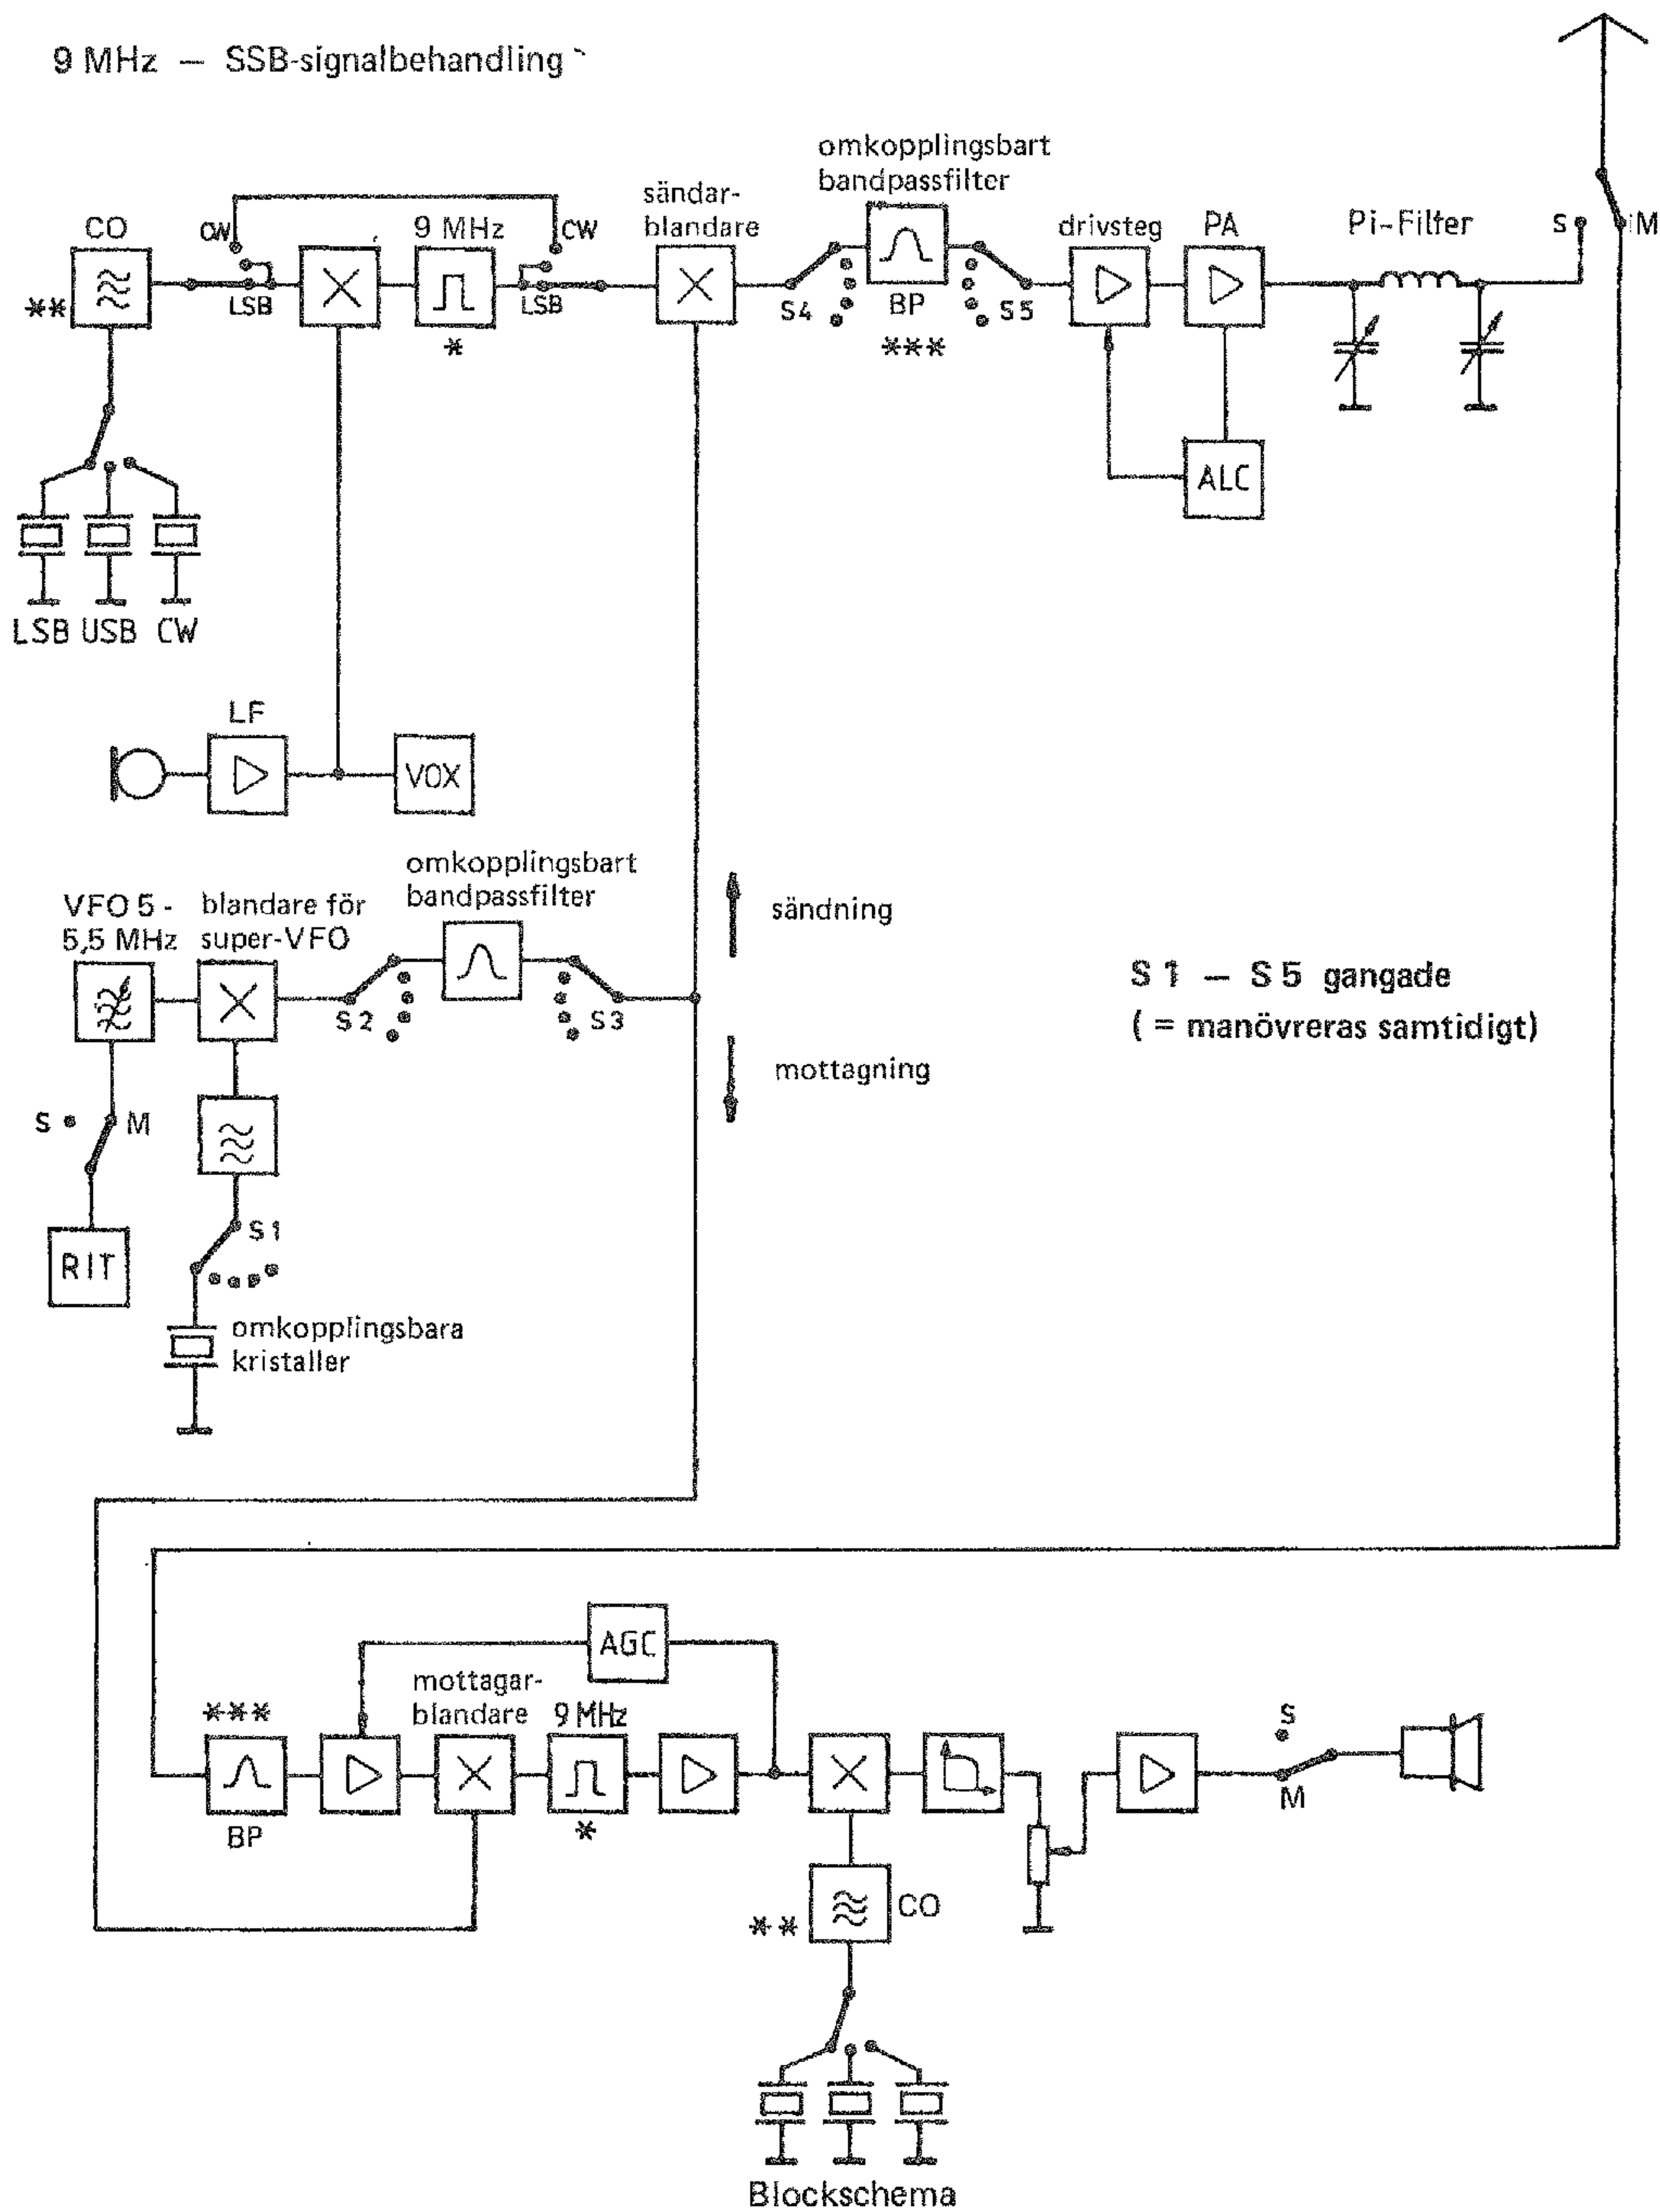 9 MHz – SSB-signalbehandling
omkopplingsbart
bandpassfilter
sändar-
blandare
CO
CW
9 MHz
CW
drivsteg
PA
Pi-Filter
S
M
**
LSB
*
LSB
S4
BP
S5
***
ALC
LSB USB CW
LF
VOX
omkopplingsbart
bandpassfilter
VFO 5 -
5,5 MHz
blandare för
super-VFO
S2
S3
sändning
S 1 – S 5 gangade
( = manövreras samtidigt)
mottagning
S
M
S1
RIT
omkopplingsbara
kristaller
AGC
mottagar-
blandare
***
9 MHz
S
M
BP
*
CO
**
Blockschema